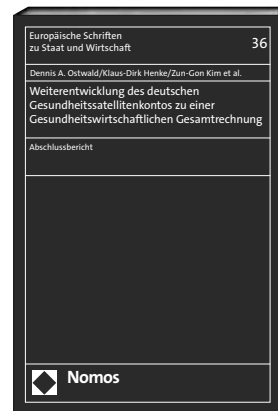 Europäische Schriften
zu Staat und Wirtschaft
36
Dennis A. Ostwald/Klaus-Dirk Henke/Zun-Gon Kim et al.
Weiterentwicklung des deutschen
Gesundheitssatellitenkontos zu einer
Gesundheitswirtschaftlichen Gesamtrechnung
Abschlussbericht
Nomos